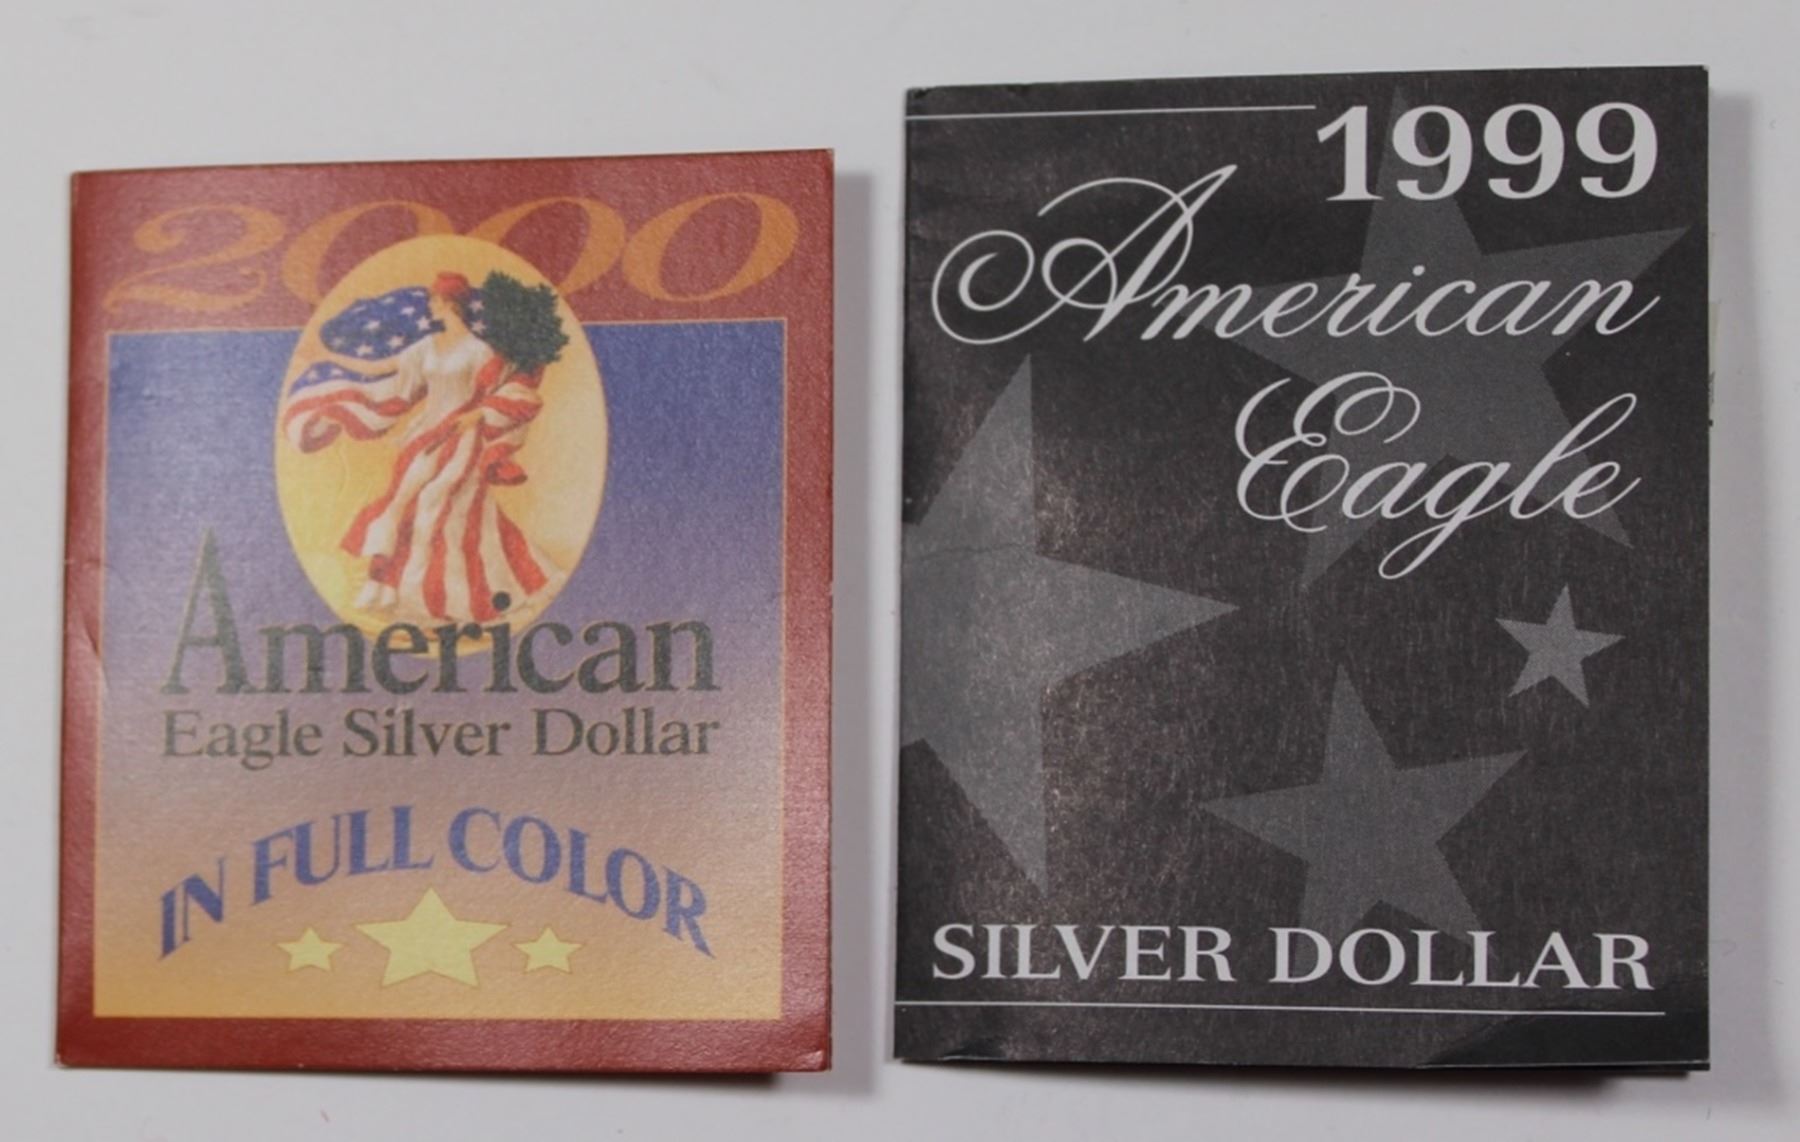 2000
American
Eagle Silver Dollar
IN FULL COLOR
1999
American
Eagle
SILVER DOLLAR